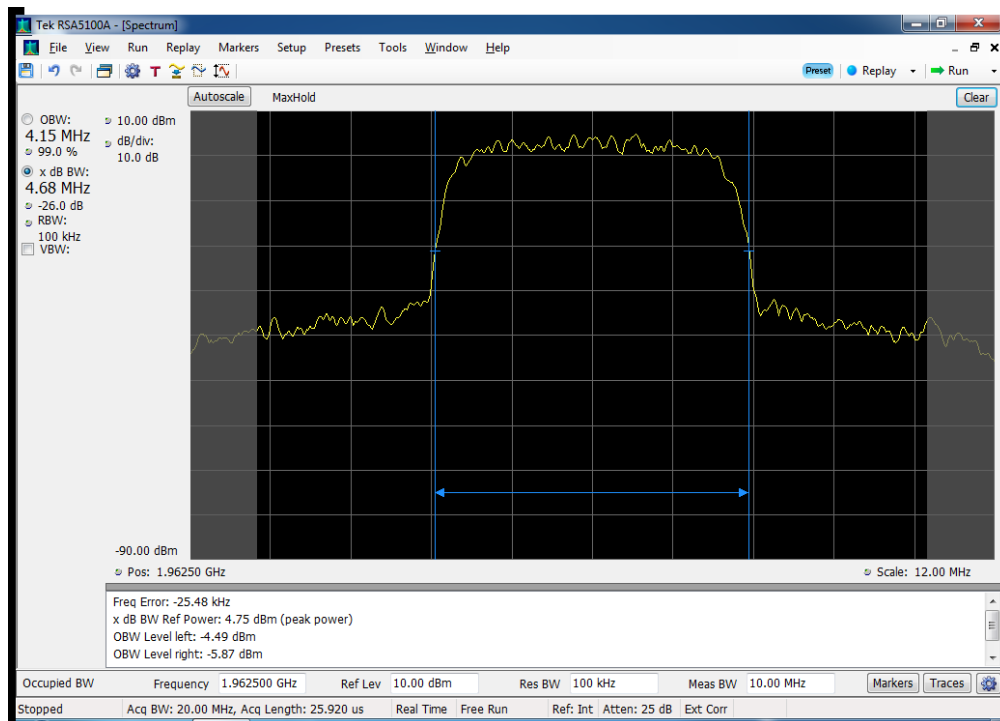 Tek RSA5100A - [Spectrum]
File View Run Replay Markers Setup Presets Tools Window Help
T Preset Replay Run
Autoscale MaxHold Clear
OBW:
4.15 MHz
99.0 %
x dB BW:
4.68 MHz
-26.0 dB
RBW:
100 kHz
VBW:
10.00 dBm
dB/div:
10.0 dB
-90.00 dBm
Pos: 1.96250 GHz Scale: 12.00 MHz
Freq Error: -25.48 kHz
x dB BW Ref Power: 4.75 dBm (peak power)
OBW Level left: -4.49 dBm
OBW Level right: -5.87 dBm
Occupied BW Frequency 1.962500 GHz Ref Lev 10.00 dBm Res BW 100 kHz Meas BW 10.00 MHz Markers Traces
Stopped Acq BW: 20.00 MHz, Acq Length: 25.920 us Real Time Free Run Ref: Int Atten: 25 dB Ext Corr